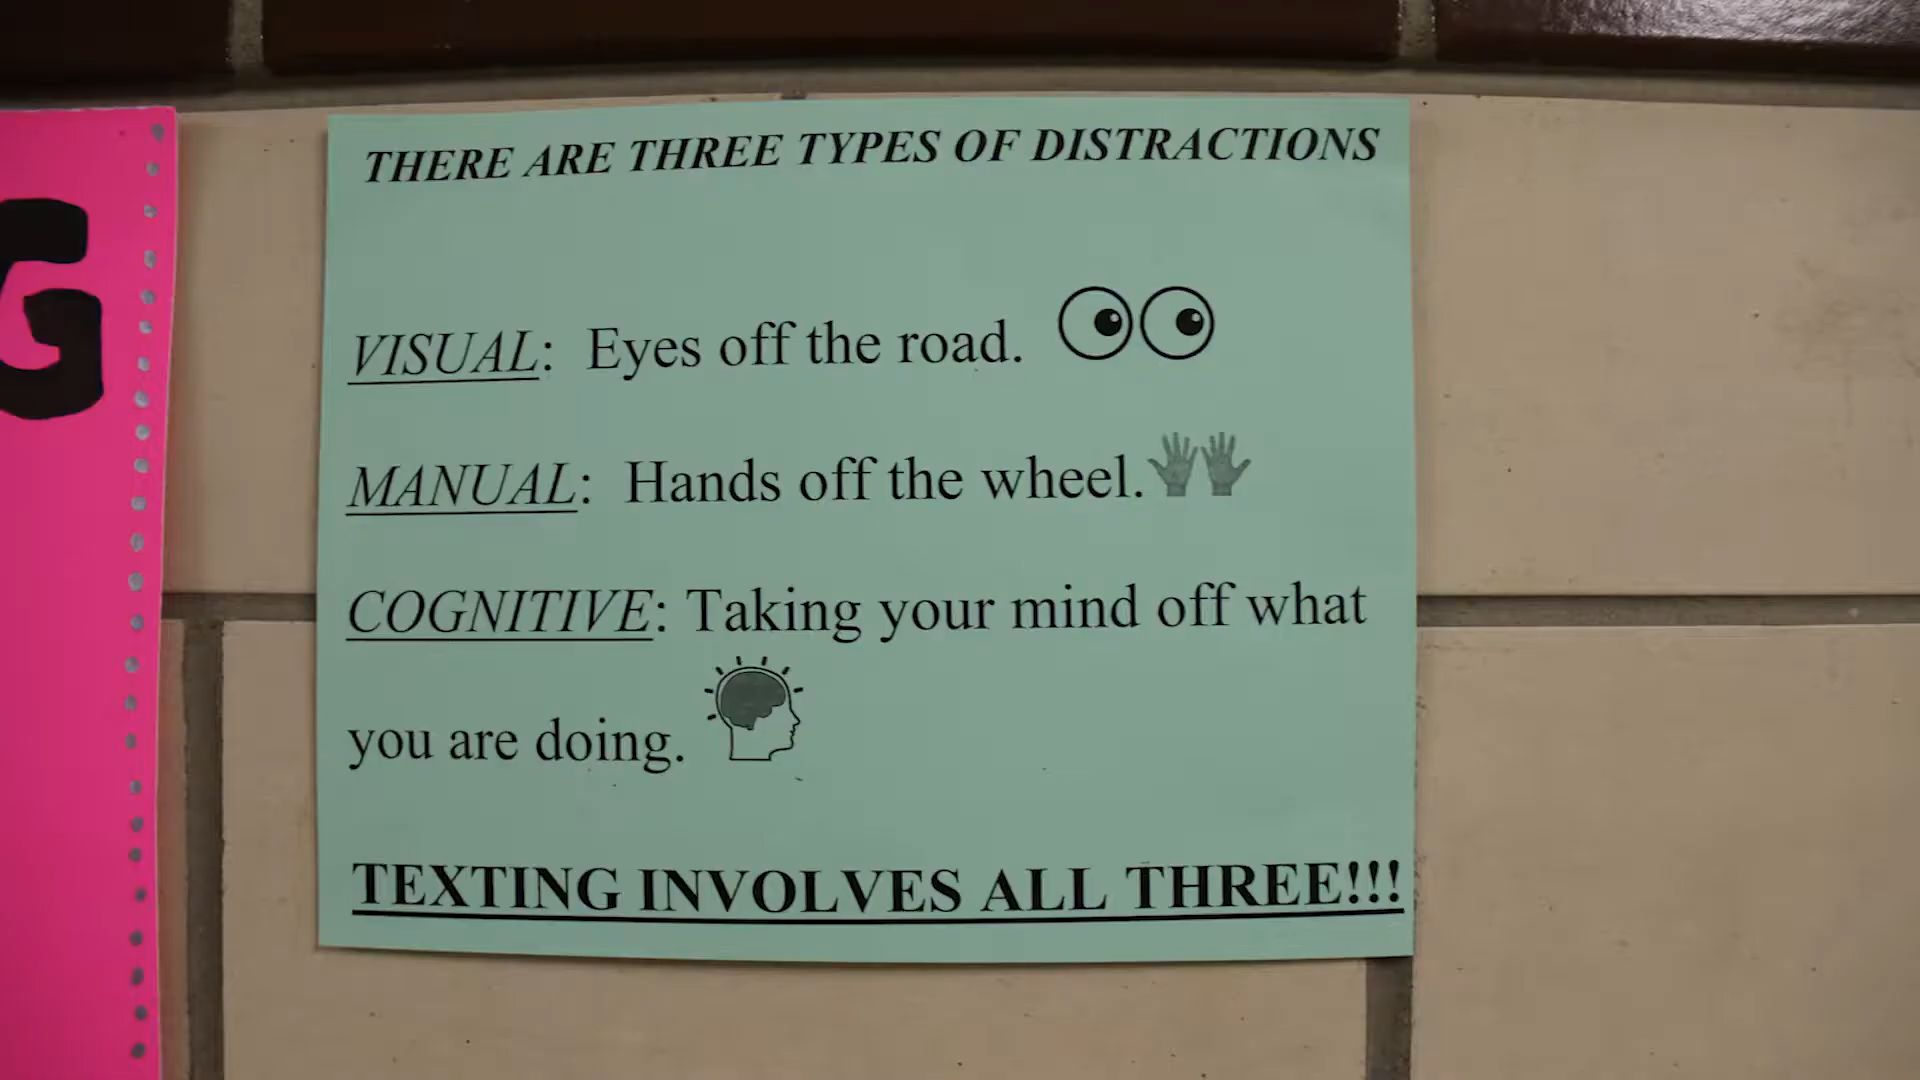 THERE ARE THREE TYPES OF DISTRACTIONS
VISUAL: Eyes off the road.
MANUAL: Hands off the wheel.
COGNITIVE: Taking your mind off what
you are doing.
TEXTING INVOLVES ALL THREE!!!
G